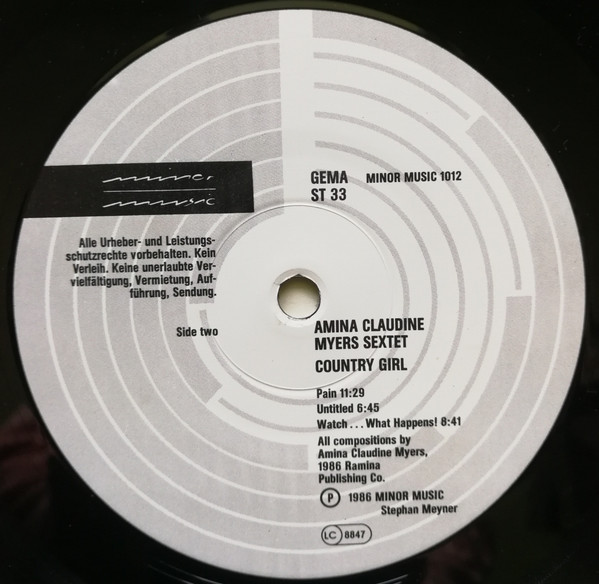 minor
music
GEMA MINOR MUSIC 1012
ST 33
Alle Urheber- und Leistungs-
schutzrechte vorbehalten. Kein
Verleih. Keine unerlaubte Ver-
vielfältigung, Vermietung, Auf-
führung, Sendung.
Side two
AMINA CLAUDINE
MYERS SEXTET
COUNTRY GIRL
Pain 11:29
Untitled 6:45
Watch . . . What Happens! 8:41
All compositions by
Amina Claudine Myers,
1986 Ramina
Publishing Co.
Ⓟ 1986 MINOR MUSIC
Stephan Meyner
LC 8847